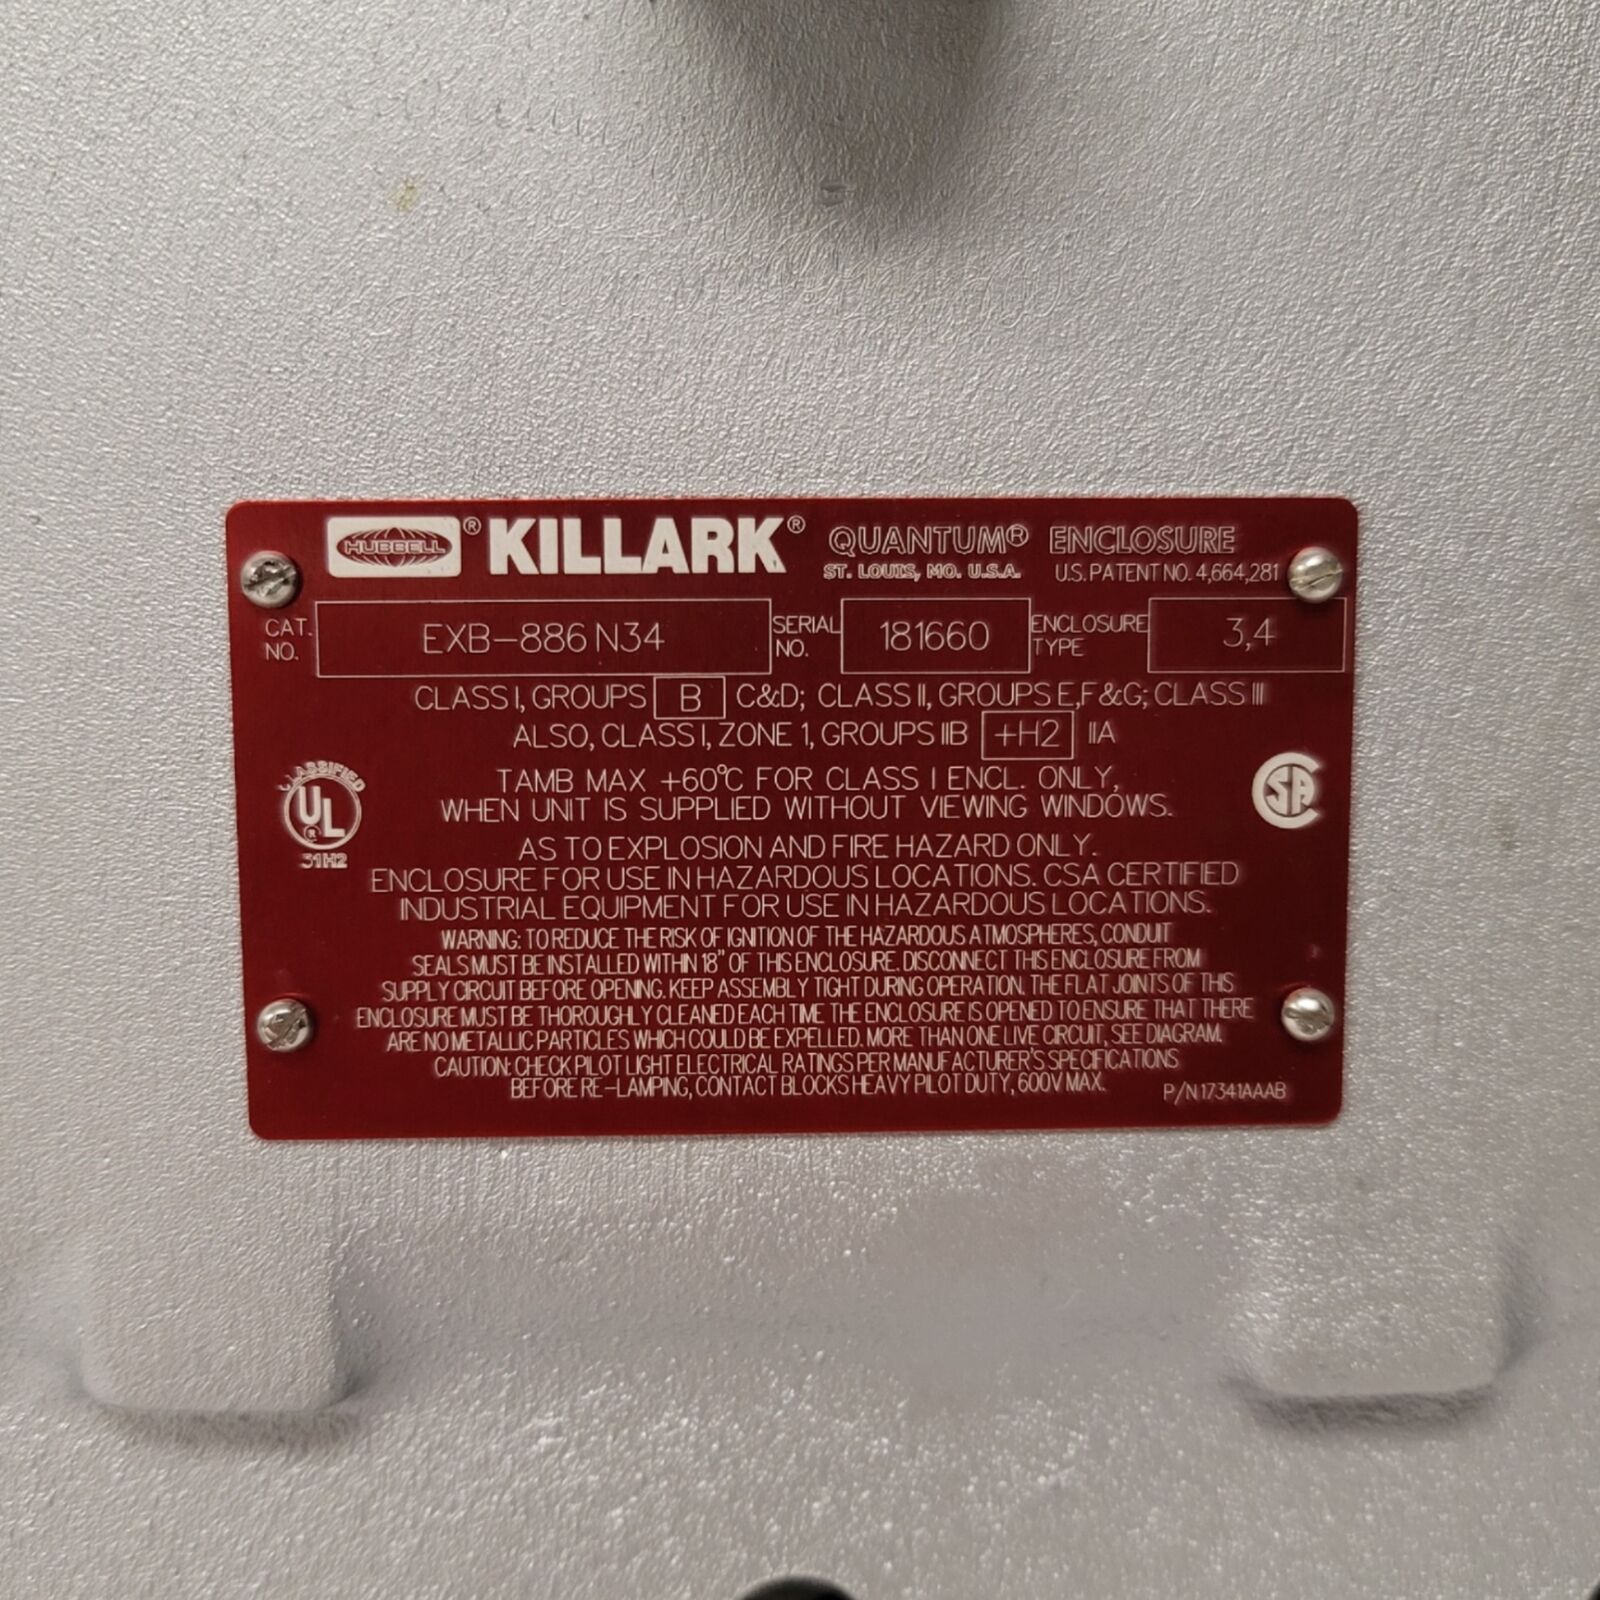 HUBBELL ® KILLARK® QUANTUM® ENCLOSURE
ST. LOUIS, MO. U.S.A. U.S. PATENT NO. 4,664,281
CAT. NO. EXB-886 N34 SERIAL NO. 181660 ENCLOSURE TYPE 3,4
CLASS I, GROUPS B C&D; CLASS II, GROUPS E,F&G; CLASS III
ALSO, CLASS I, ZONE 1, GROUPS IIB +H2 IIA
TAMB MAX +60°C FOR CLASS I ENCL. ONLY,
WHEN UNIT IS SUPPLIED WITHOUT VIEWING WINDOWS.
CLASSIFIED
UL ®
31H2
CSA
AS TO EXPLOSION AND FIRE HAZARD ONLY.
ENCLOSURE FOR USE IN HAZARDOUS LOCATIONS. CSA CERTIFIED
INDUSTRIAL EQUIPMENT FOR USE IN HAZARDOUS LOCATIONS.
WARNING: TO REDUCE THE RISK OF IGNITION OF THE HAZARDOUS ATMOSPHERES, CONDUIT
SEALS MUST BE INSTALLED WITHIN 18" OF THIS ENCLOSURE. DISCONNECT THIS ENCLOSURE FROM
SUPPLY CIRCUIT BEFORE OPENING. KEEP ASSEMBLY TIGHT DURING OPERATION. THE FLAT JOINTS OF THIS
ENCLOSURE MUST BE THOROUGHLY CLEANED EACH TIME THE ENCLOSURE IS OPENED TO ENSURE THAT THERE
ARE NO METALLIC PARTICLES WHICH COULD BE EXPELLED. MORE THAN ONE LIVE CIRCUIT, SEE DIAGRAM.
CAUTION: CHECK PILOT LIGHT ELECTRICAL RATINGS PER MANUFACTURER'S SPECIFICATIONS
BEFORE RE-LAMPING, CONTACT BLOCKS HEAVY PILOT DUTY, 600V MAX.
P/N 17341AAAB